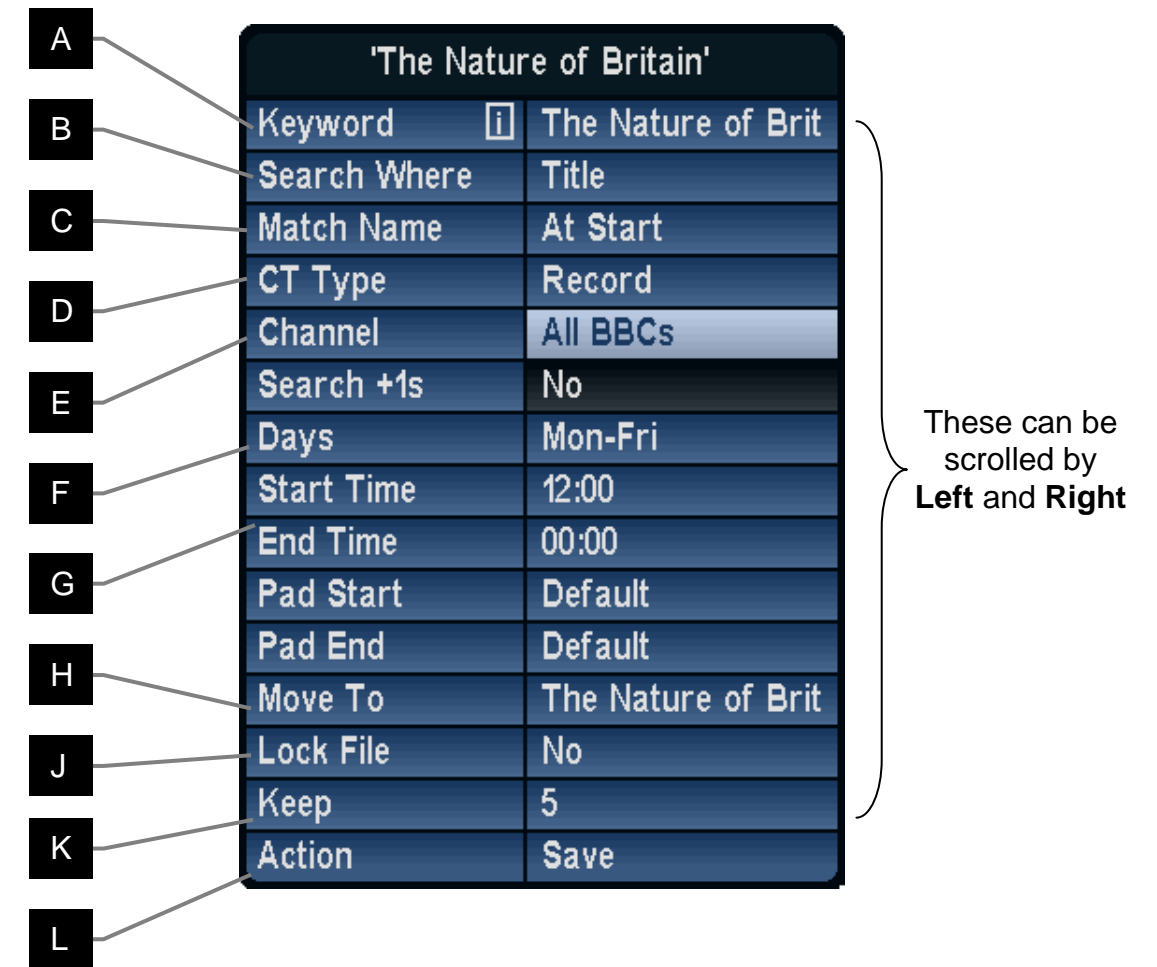 'The Nature of Britain'
A
Keyword i The Nature of Brit
B
Search Where Title
C
Match Name At Start
D
CT Type Record
E
Channel All BBCs
Search +1s No
F
Days Mon-Fri
Start Time 12:00
G
End Time 00:00
Pad Start Default
Pad End Default
H
Move To The Nature of Brit
J
Lock File No
K
Keep 5
L
Action Save
These can be
scrolled by
Left and Right